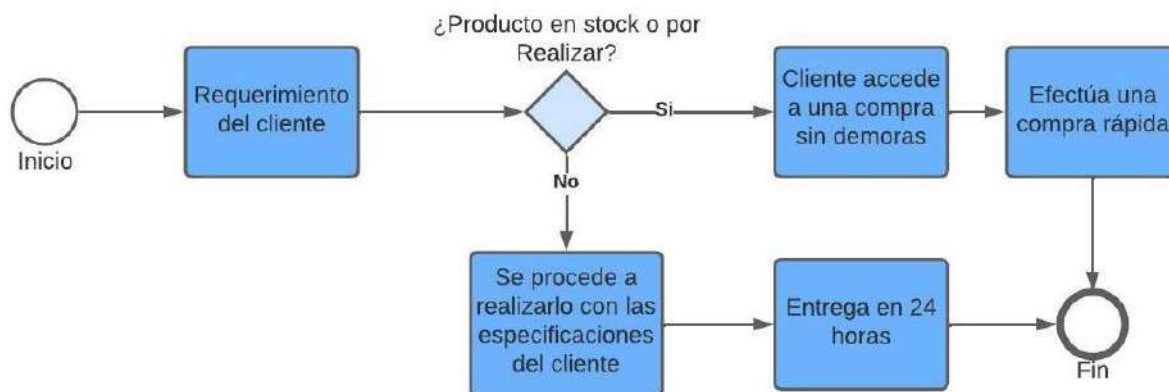 ¿Producto en stock o por
Realizar?
Inicio
Requerimiento
del cliente
Si
No
Cliente accede
a una compra
sin demoras
Efectúa una
compra rápida
Se procede a
realizarlo con las
especificaciones
del cliente
Entrega en 24
horas
Fin